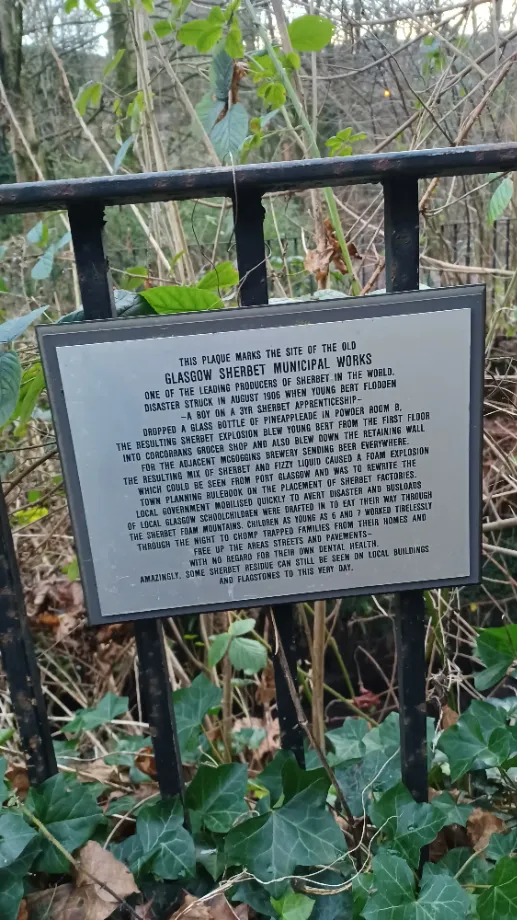 THIS PLAQUE MARKS THE SITE OF THE OLD
GLASGOW SHERBET MUNICIPAL WORKS
ONE OF THE LEADING PRODUCERS OF SHERBET IN THE WORLD.
DISASTER STRUCK IN AUGUST 1906 WHEN YOUNG BERT FLODDEN
-A BOY ON A 3YR SHERBET APPRENTICESHIP-
DROPPED A GLASS BOTTLE OF PINEAPPLEADE IN POWDER ROOM B.
THE RESULTING SHERBET EXPLOSION BLEW YOUNG BERT FROM THE FIRST FLOOR
INTO CORCORRANS GROCER SHOP AND ALSO BLEW DOWN THE RETAINING WALL
FOR THE ADJACENT MCGOGGINS BREWERY SENDING BEER EVERYWHERE.
THE RESULTING MIX OF SHERBET AND FIZZY LIQUID CAUSED A FOAM EXPLOSION
WHICH COULD BE SEEN FROM PORT GLASGOW AND WAS TO REWRITE THE
TOWN PLANNING RULEBOOK ON THE PLACEMENT OF SHERBET FACTORIES.
LOCAL GOVERNMENT MOBILISED QUICKLY TO AVERT DISASTER AND BUSLOADS
OF LOCAL GLASGOW SCHOOLCHILDREN WERE DRAFTED IN TO EAT THEIR WAY THROUGH
THE SHERBET FOAM MOUNTAINS. CHILDREN AS YOUNG AS 6 AND 7 WORKED TIRELESSLY
THROUGH THE NIGHT TO CHOMP TRAPPED FAMILIES FROM THEIR HOMES AND
FREE UP THE AREAS STREETS AND PAVEMENTS-
WITH NO REGARD FOR THEIR OWN DENTAL HEALTH.
AMAZINGLY, SOME SHERBET RESIDUE CAN STILL BE SEEN ON LOCAL BUILDINGS
AND FLAGSTONES TO THIS VERY DAY.